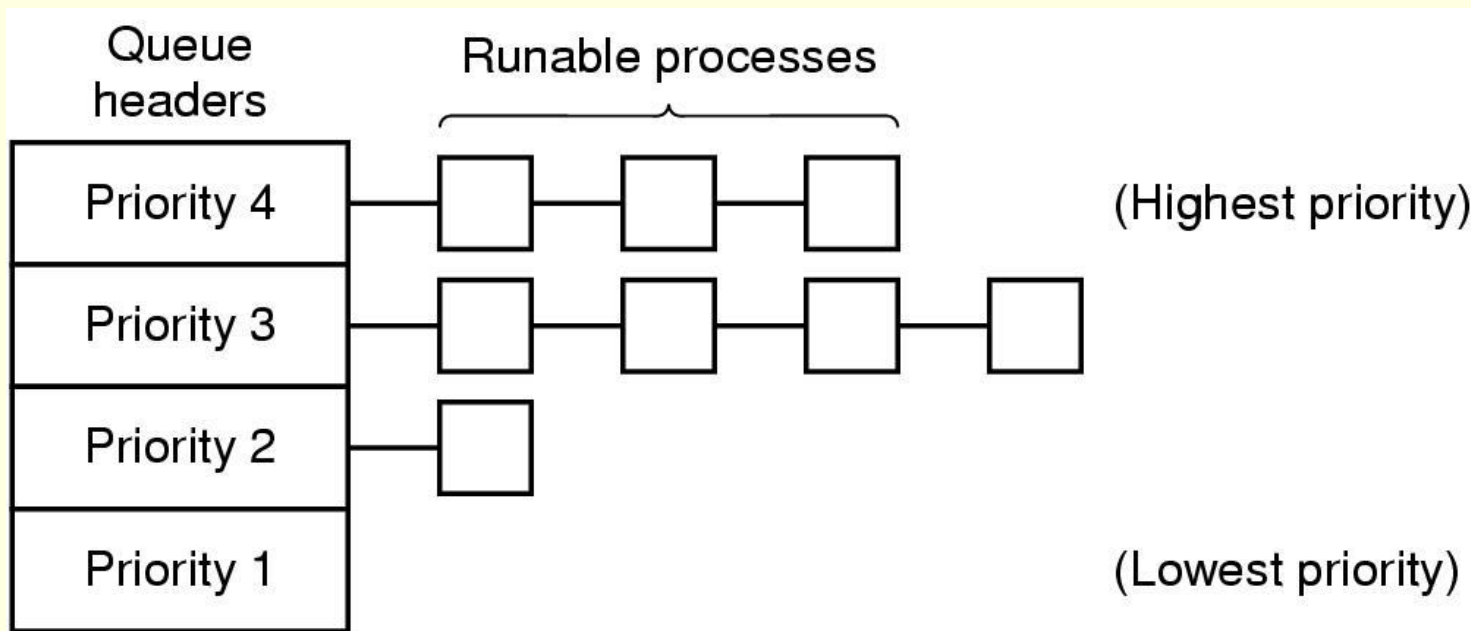 Queue
headers
Runable processes
Priority 4
(Highest priority)
Priority 3
Priority 2
Priority 1
(Lowest priority)